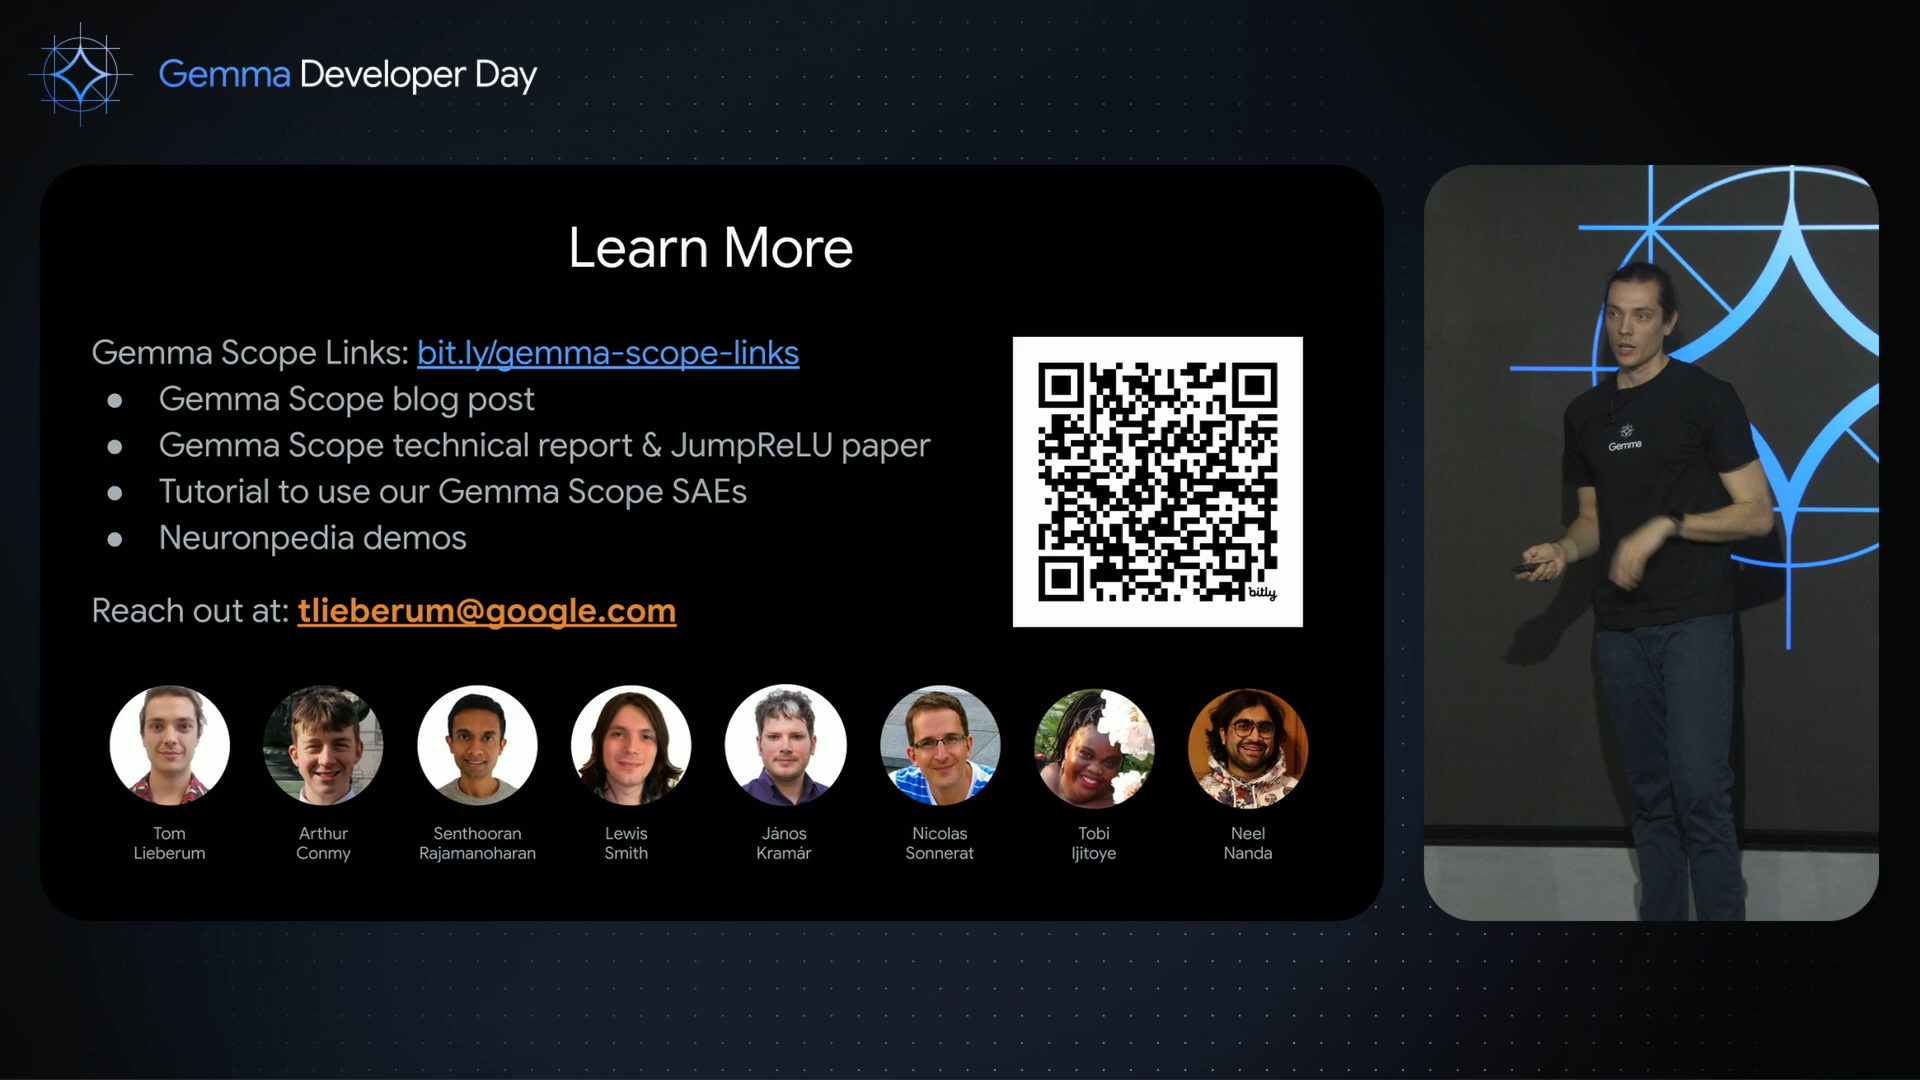 Gemma Developer Day
Learn More
Gemma Scope Links: bit.ly/gemma-scope-links
● Gemma Scope blog post
● Gemma Scope technical report & JumpReLU paper
● Tutorial to use our Gemma Scope SAEs
● Neuronpedia demos
Reach out at: tlieberum@google.com
bitly
Tom
Lieberum
Arthur
Conmy
Senthooran
Rajamanoharan
Lewis
Smith
János
Kramár
Nicolas
Sonnerat
Tobi
Ijitoye
Neel
Nanda
Gemma